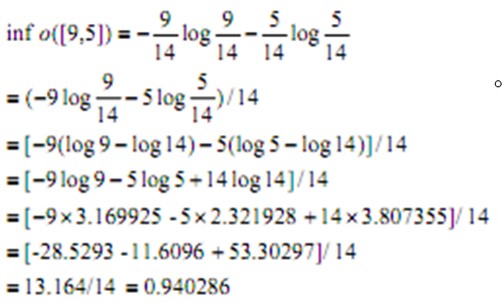 inf o([9,5]) = -9/14 log 9/14 - 5/14 log 5/14
= (-9 log 9/14 - 5 log 5/14)/14
= [-9(log 9 - log 14) - 5(log 5 - log 14)]/14
= [-9 log 9 - 5 log 5 + 14 log 14]/14
= [-9 × 3.169925 -5 × 2.321928 + 14 × 3.807355]/ 14
= [-28.5293 -11.6096 + 53.30297]/ 14
= 13.164/14 = 0.940286